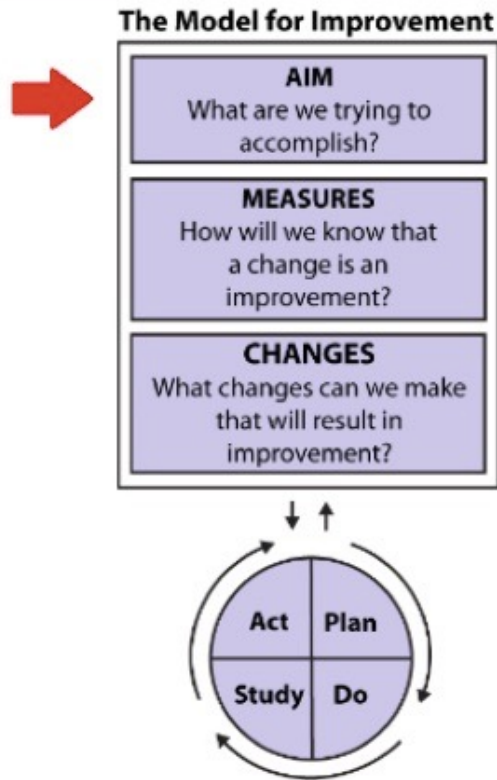 The Model for Improvement
AIM
What are we trying to
accomplish?
MEASURES
How will we know that
a change is an
improvement?
CHANGES
What changes can we make
that will result in
improvement?
Act
Plan
Study
Do